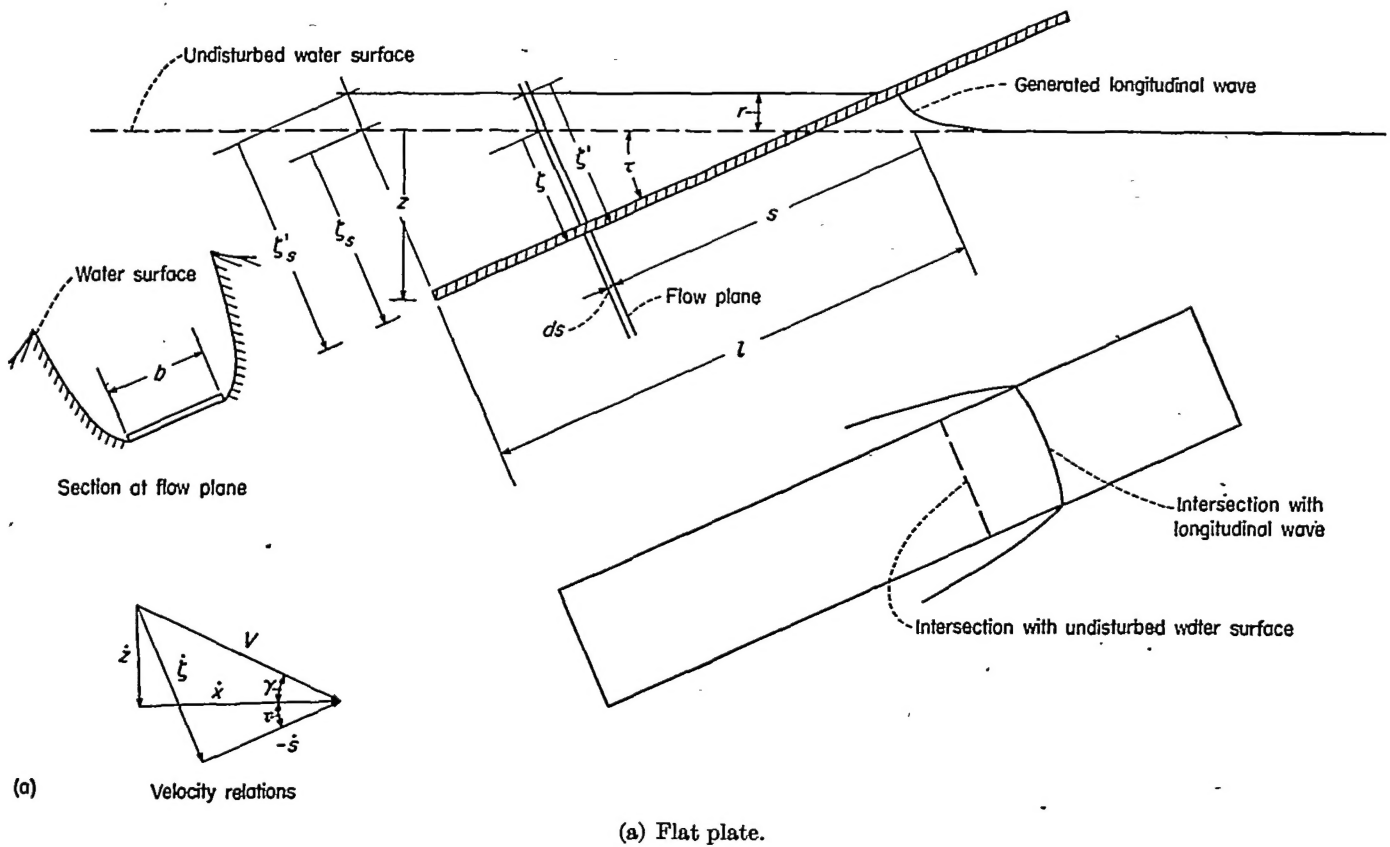 Undisturbed water surface
Generated longitudinal wave
r
τ
ζ'
ζ
z
s
ζ's
ζs
Water surface
Flow plane
ds
l
b
Section at flow plane
Intersection with
longitudinal wave
Intersection with undisturbed water surface
V
ż
ζ̇
ẋ
γ
τ
-ṡ
(a)
Velocity relations
(a) Flat plate.